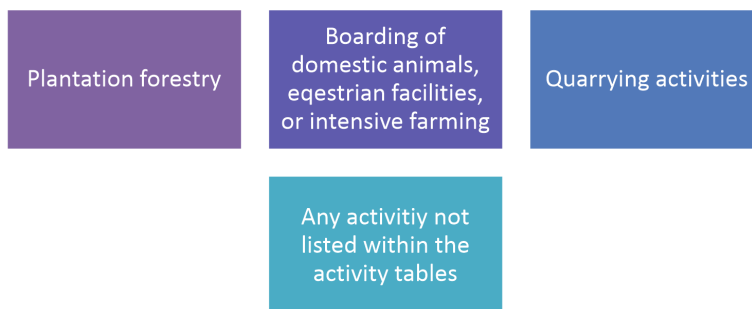 Plantation forestry
Boarding of
domestic animals,
eqestrian facilities,
or intensive farming
Quarrying activities
Any activitiy not
listed within the
activity tables